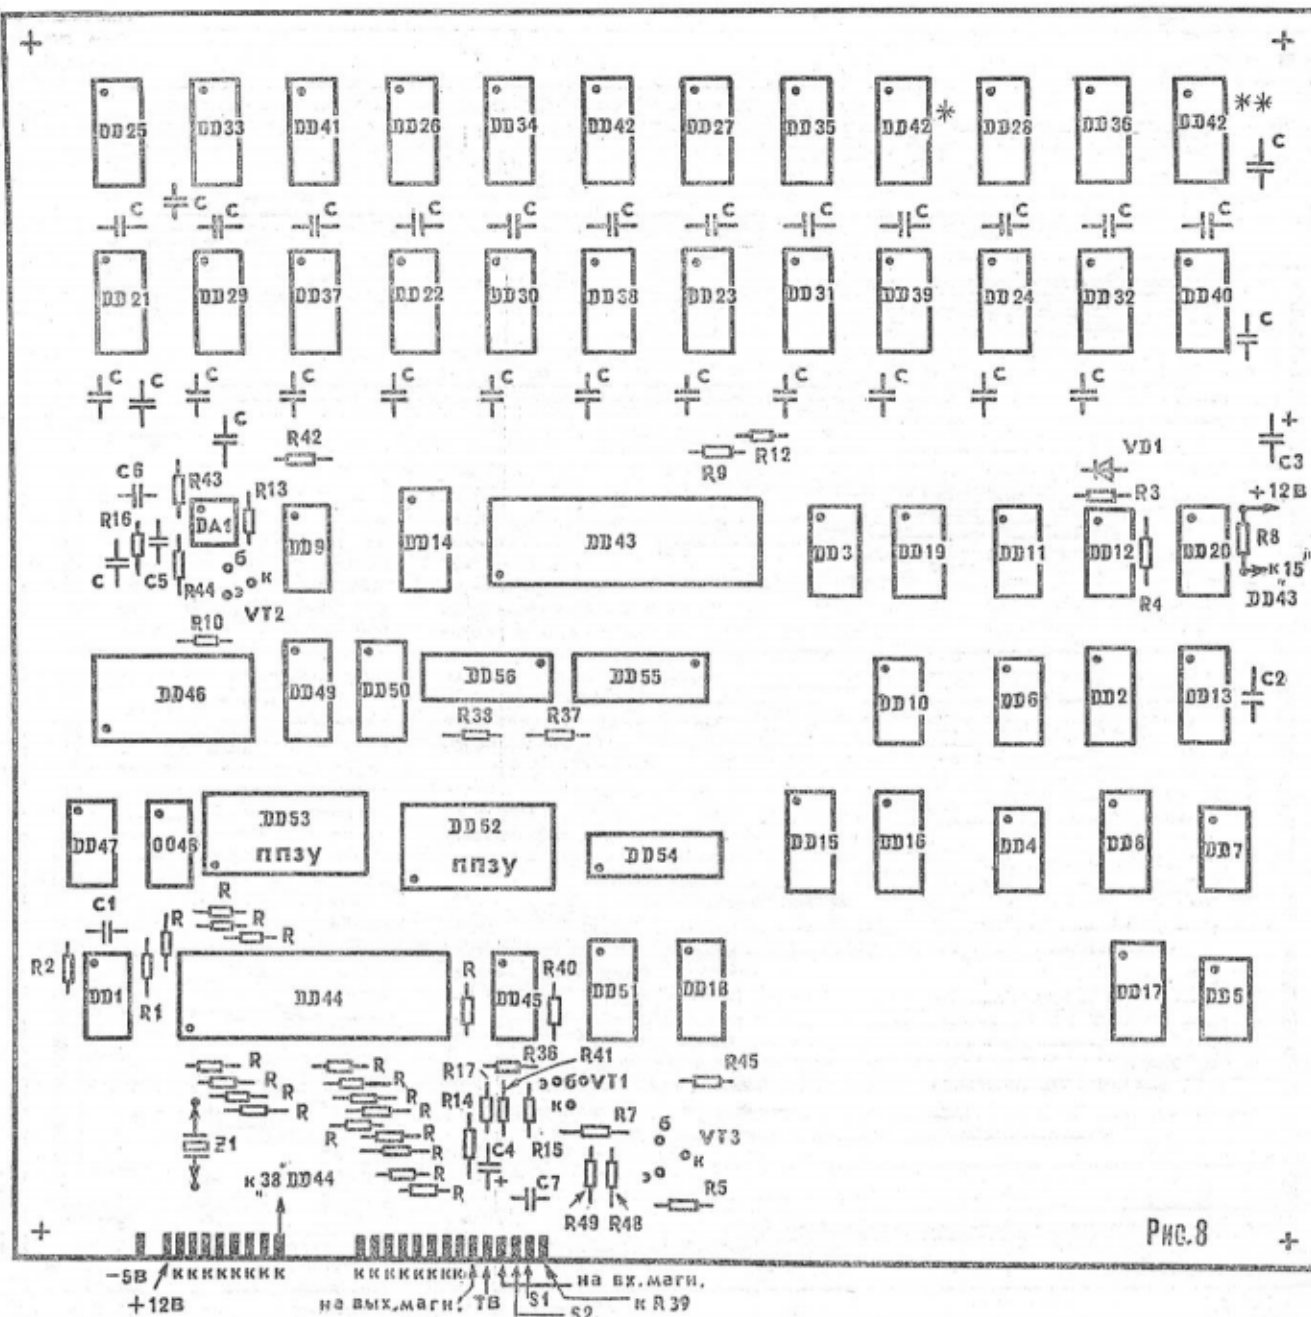 DD25 DD33 DD41 DD26 DD34 DD42 DD27 DD35 DD42 * DD28 DD36 DD42 **
C
C C C C C C C C C C C C
C
DD21 DD29 DD37 DD22 DD30 DD38 DD23 DD31 DD39 DD24 DD32 DD40
C
C C C C C C C C C C C
C
R42 R12 VD1 +
C6 R43 R9 C3
R13 R3 +12В
R16 DA1 DD9 DD14 DD43 DD3 DD19 DD11 DD12 DD20 R8
б
C C5 к к 15
R44 э R4 DD43
VT2
R10
DD46 DD49 DD50 DD56 DD55 DD10 DD6 DD2 DD13 C2
R38 R37
DD53 DD52
DD47 DD48 ППЗУ ППЗУ DD54 DD15 DD16 DD4 DD8 DD7
C1 R R
R
R
R2 R R40
DD1 R1 DD44 DD45 DD51 DD18 DD17 DD5
R R R36 R41
R R R17 э б VT1 R45
R R R14 к R7 б
R R VT3
Z1 R R C4 R15 к
R э
к "38" DD44 R + C7 R5
R R49 R48
Рис.8
-5В к к к к к к к к к к к к к к к к на вх.магн.
+12В на вых.магн. ТВ S1 к R39
S2